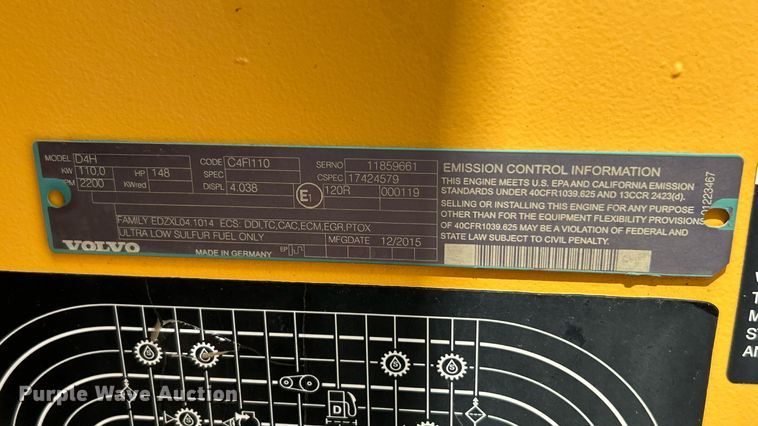 MODEL D4H CODE C4FI110 SERNO 11859661
KW 110,0 HP 148 SPEC CSPEC 17424579
RPM 2200 KWred DISPL 4.038 E1 120R 000119
FAMILY EDZXL04.1014 ECS: DDI,TC,CAC,ECM,EGR,PTOX
ULTRA LOW SULFUR FUEL ONLY MFGDATE 12/2015
VOLVO MADE IN GERMANY EP
EMISSION CONTROL INFORMATION
THIS ENGINE MEETS U.S. EPA AND CALIFORNIA EMISSION
STANDARDS UNDER 40CFR1039.625 AND 13CCR 2423(d).
SELLING OR INSTALLING THIS ENGINE FOR ANY PURPOSE
OTHER THAN FOR THE EQUIPMENT FLEXIBILITY PROVISIONS
OF 40CFR1039.625 MAY BE A VIOLATION OF FEDERAL AND
STATE LAW SUBJECT TO CIVIL PENALTY.
01223467
D
Purple Wave Auction